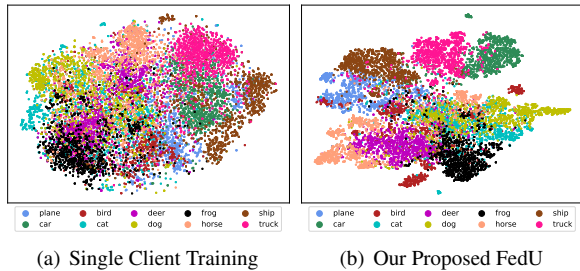 plane bird deer frog ship
car cat dog horse truck
plane bird deer frog ship
car cat dog horse truck
(a) Single Client Training
(b) Our Proposed FedU